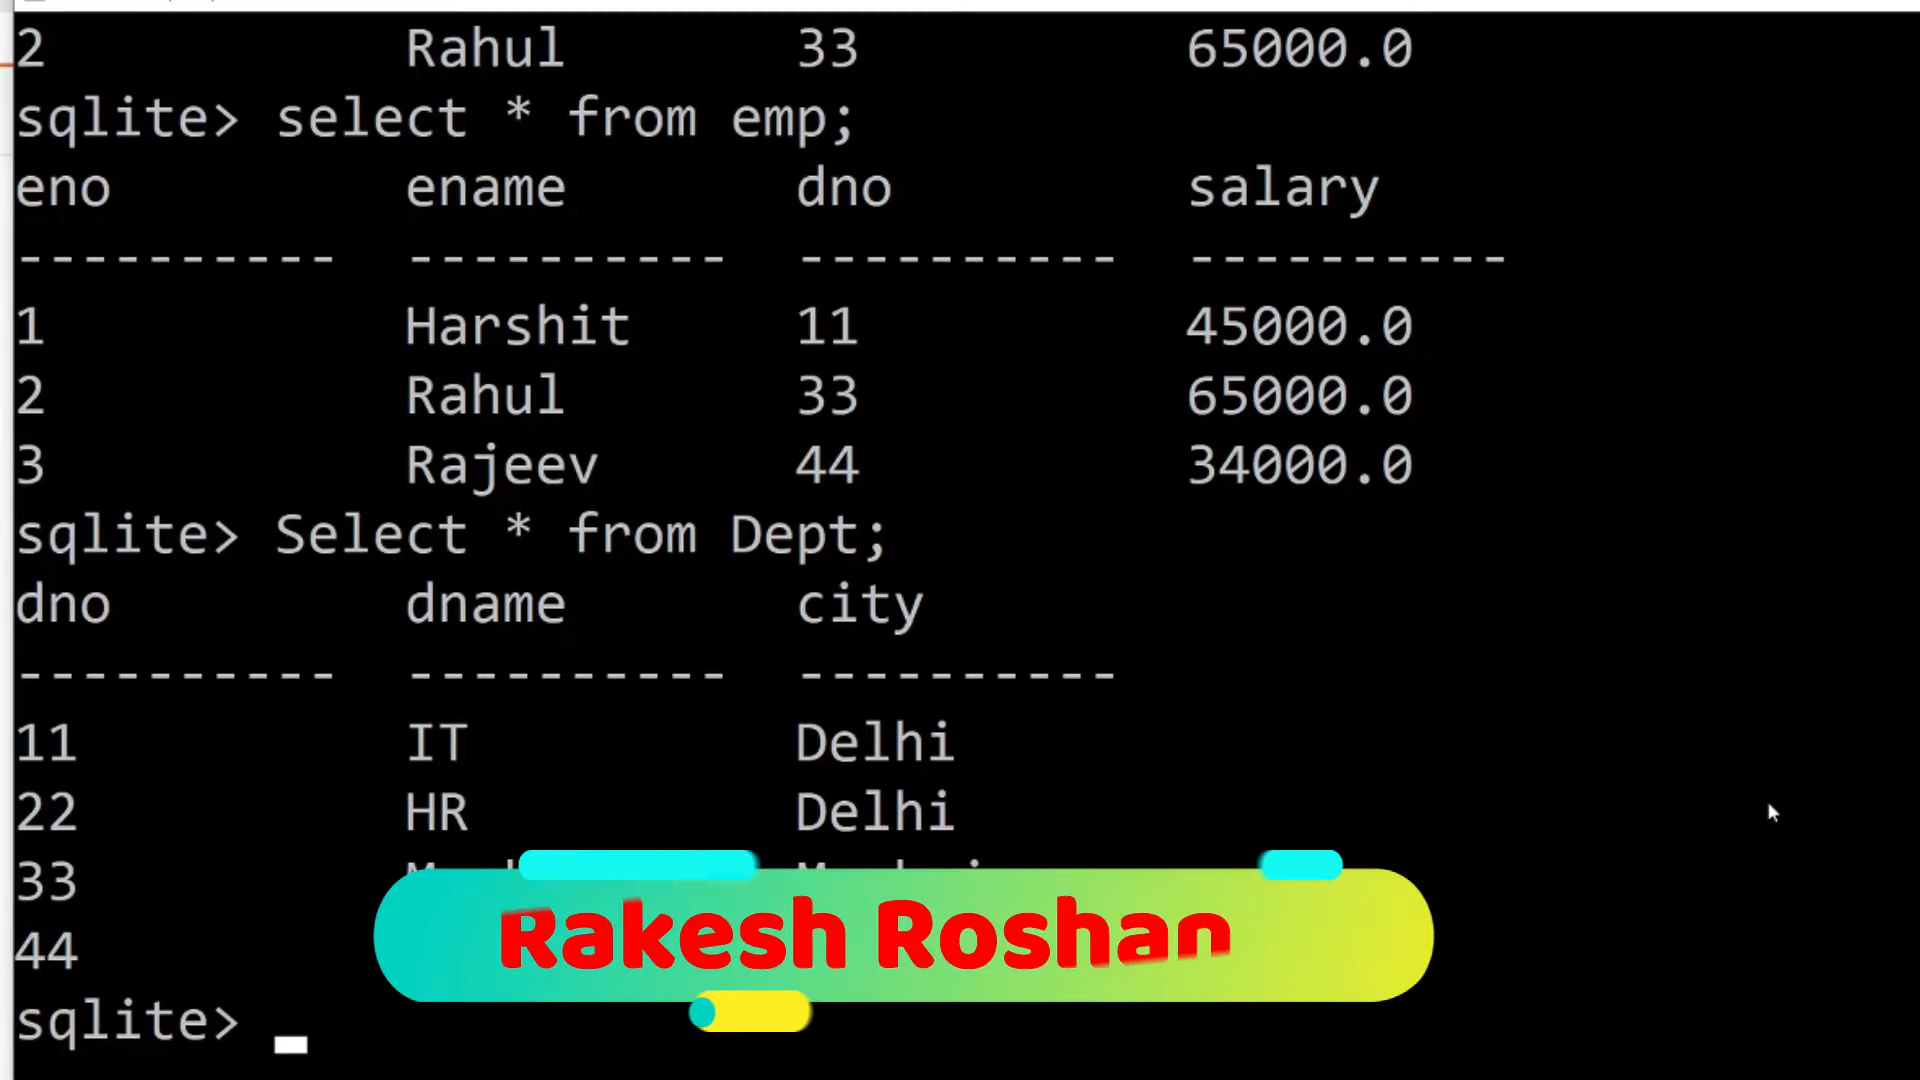 2 Rahul 33 65000.0
sqlite> select * from emp;
eno ename dno salary
---------- ---------- ---------- ----------
1 Harshit 11 45000.0
2 Rahul 33 65000.0
3 Rajeev 44 34000.0
sqlite> Select * from Dept;
dno dname city
---------- ---------- ----------
11 IT Delhi
22 HR Delhi
33
44
Rakesh Roshan
sqlite>